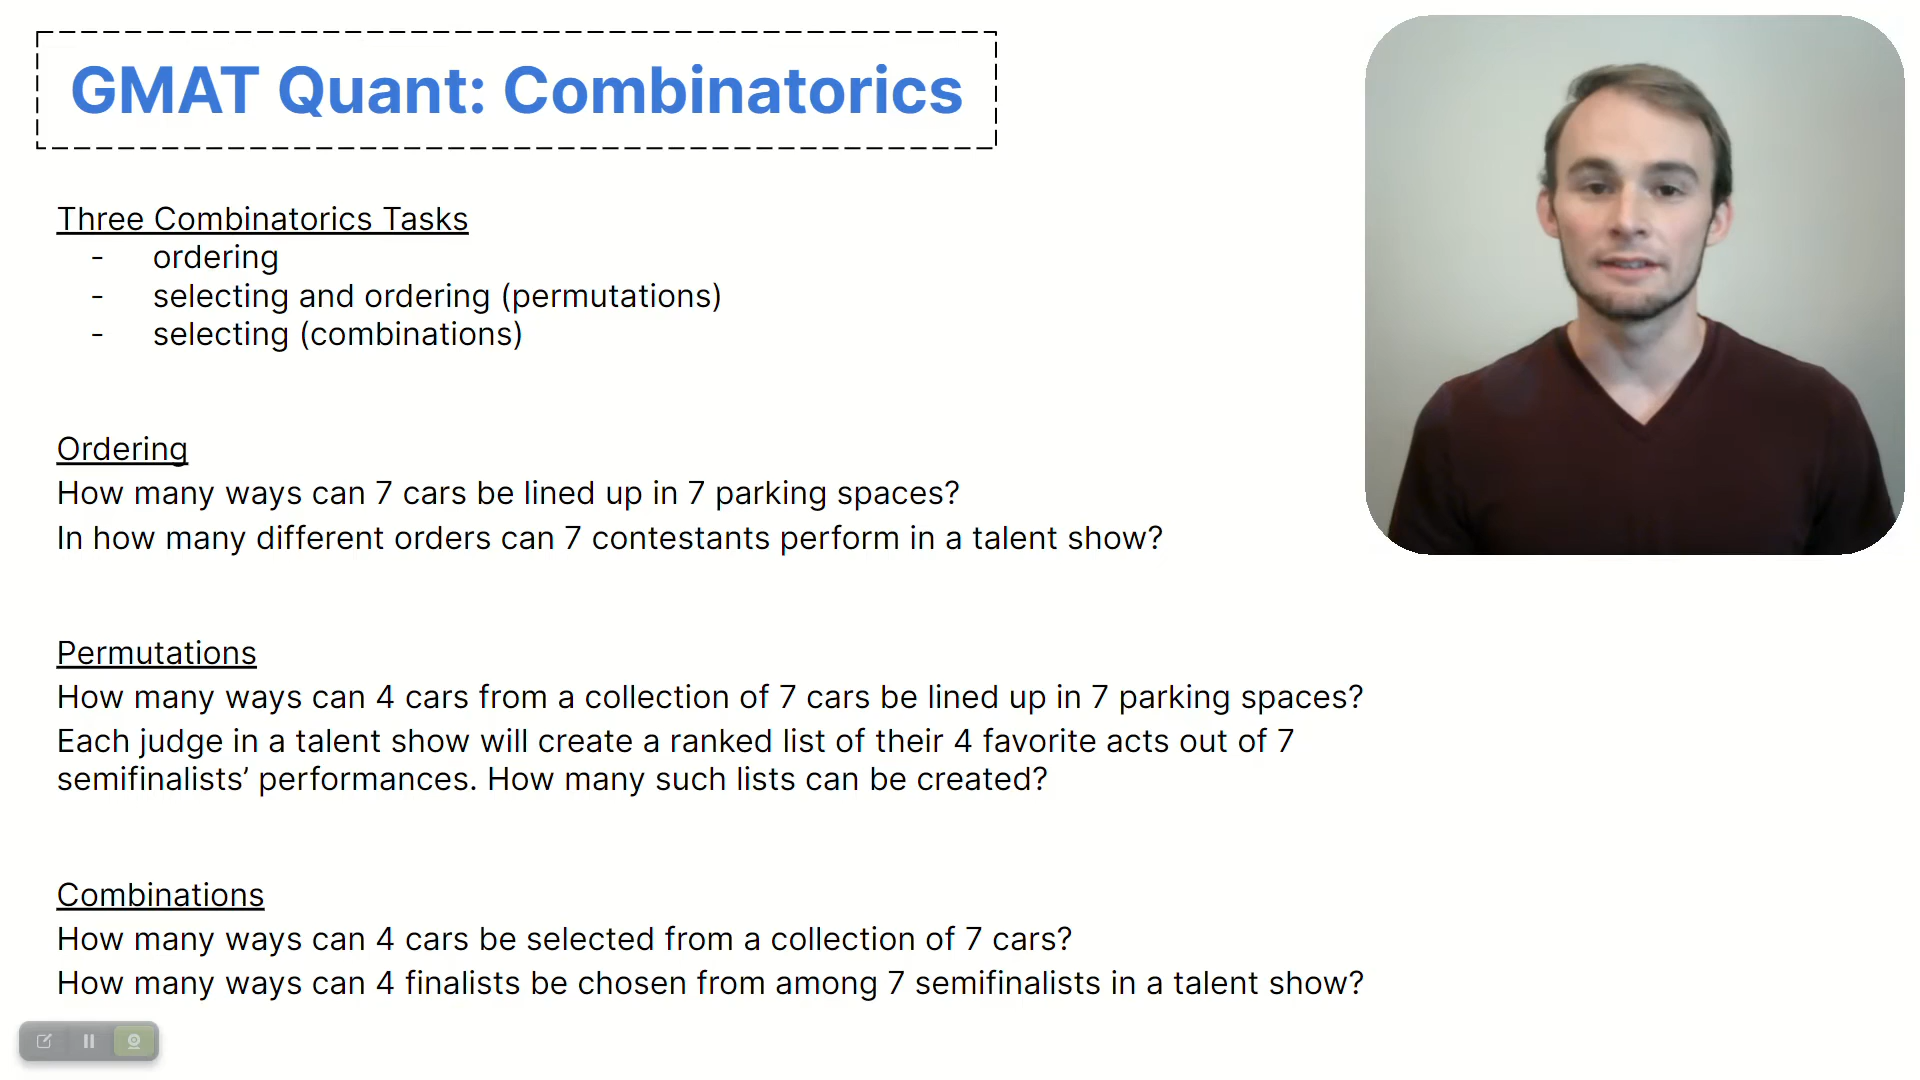 GMAT Quant: Combinatorics
Three Combinatorics Tasks
- ordering
- selecting and ordering (permutations)
- selecting (combinations)
Ordering
How many ways can 7 cars be lined up in 7 parking spaces?
In how many different orders can 7 contestants perform in a talent show?
Permutations
How many ways can 4 cars from a collection of 7 cars be lined up in 7 parking spaces?
Each judge in a talent show will create a ranked list of their 4 favorite acts out of 7
semifinalists’ performances. How many such lists can be created?
Combinations
How many ways can 4 cars be selected from a collection of 7 cars?
How many ways can 4 finalists be chosen from among 7 semifinalists in a talent show?